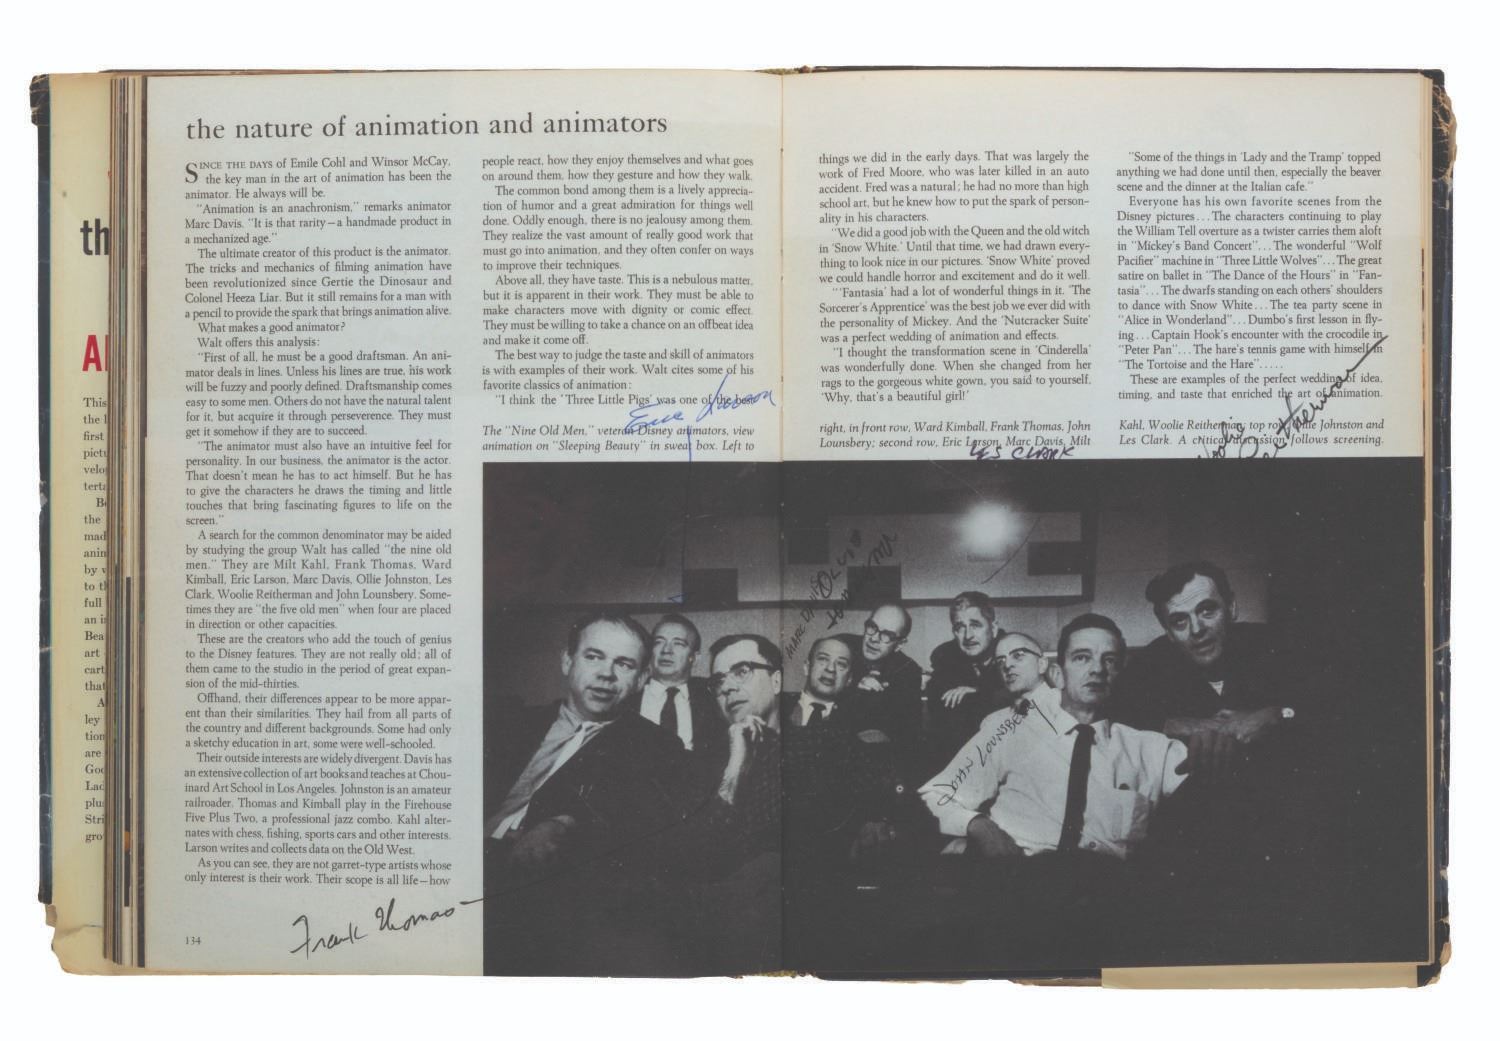 the nature of animation and animators
SINCE THE DAYS of Emile Cohl and Winsor McCay,
the key man in the art of animation has been the
animator. He always will be.
"Animation is an anachronism," remarks animator
Marc Davis. "It is that rarity—a handmade product in
a mechanized age."
The ultimate creator of this product is the animator.
The tricks and mechanics of filming animation have
been revolutionized since Gertie the Dinosaur and
Colonel Heeza Liar. But it still remains for a man with
a pencil to provide the spark that brings animation alive.
What makes a good animator?
Walt offers this analysis:
"First of all, he must be a good draftsman. An ani-
mator deals in lines. Unless his lines are true, his work
will be fuzzy and poorly defined. Draftsmanship comes
easy to some men. Others do not have the natural talent
for it, but acquire it through perseverance. They must
get it somehow if they are to succeed.
"The animator must also have an intuitive feel for
personality. In our business, the animator is the actor.
That doesn't mean he has to act himself. But he has
to give the characters he draws the timing and little
touches that bring fascinating figures to life on the
screen."
A search for the common denominator may be aided
by studying the group Walt has called "the nine old
men." They are Milt Kahl, Frank Thomas, Ward
Kimball, Eric Larson, Marc Davis, Ollie Johnston, Les
Clark, Woolie Reitherman and John Lounsbery. Some-
times they are "the five old men" when four are placed
in direction or other capacities.
These are the creators who add the touch of genius
to the Disney features. They are not really old; all of
them came to the studio in the period of great expan-
sion of the mid-thirties.
Offhand, their differences appear to be more appar-
ent than their similarities. They hail from all parts of
the country and different backgrounds. Some had only
a sketchy education in art, some were well-schooled.
Their outside interests are widely divergent. Davis has
an extensive collection of art books and teaches at Chou-
inard Art School in Los Angeles. Johnston is an amateur
railroader. Thomas and Kimball play in the Firehouse
Five Plus Two, a professional jazz combo. Kahl alter-
nates with chess, fishing, sports cars and other interests.
Larson writes and collects data on the Old West.
As you can see, they are not garret-type artists whose
only interest is their work. Their scope is all life—how
134
Frank Thomas
people react, how they enjoy themselves and what goes
on around them, how they gesture and how they walk.
The common bond among them is a lively apprecia-
tion of humor and a great admiration for things well
done. Oddly enough, there is no jealousy among them.
They realize the vast amount of really good work that
must go into animation, and they often confer on ways
to improve their techniques.
Above all, they have taste. This is a nebulous matter,
but it is apparent in their work. They must be able to
make characters move with dignity or comic effect.
They must be willing to take a chance on an offbeat idea
and make it come off.
The best way to judge the taste and skill of animators
is with examples of their work. Walt cites some of his
favorite classics of animation:
"I think the 'Three Little Pigs' was one of the best
Eric Larson
The "Nine Old Men," veteran Disney animators, view
animation on "Sleeping Beauty" in sweat box. Left to
things we did in the early days. That was largely the
work of Fred Moore, who was later killed in an auto
accident. Fred was a natural; he had no more than high
school art, but he knew how to put the spark of person-
ality in his characters.
"We did a good job with the Queen and the old witch
in 'Snow White.' Until that time, we had drawn every-
thing to look nice in our pictures. 'Snow White' proved
we could handle horror and excitement and do it well.
"'Fantasia' had a lot of wonderful things in it. 'The
Sorcerer's Apprentice' was the best job we ever did with
the personality of Mickey. And the 'Nutcracker Suite'
was a perfect wedding of animation and effects.
"I thought the transformation scene in 'Cinderella'
was wonderfully done. When she changed from her
rags to the gorgeous white gown, you said to yourself,
'Why, that's a beautiful girl!'
right, in front row, Ward Kimball, Frank Thomas, John
Lounsbery; second row, Eric Larson, Marc Davis, Milt
LES CLARK
"Some of the things in 'Lady and the Tramp' topped
anything we had done until then, especially the beaver
scene and the dinner at the Italian cafe."
Everyone has his own favorite scenes from the
Disney pictures... The characters continuing to play
the William Tell overture as a twister carries them aloft
in "Mickey's Band Concert"... The wonderful "Wolf
Pacifier" machine in "Three Little Wolves"... The great
satire on ballet in "The Dance of the Hours" in "Fan-
tasia"... The dwarfs standing on each others' shoulders
to dance with Snow White... The tea party scene in
"Alice in Wonderland"... Dumbo's first lesson in fly-
ing... Captain Hook's encounter with the crocodile in
"Peter Pan"... The hare's tennis game with himself in
"The Tortoise and the Hare".....
These are examples of the perfect wedding of idea,
timing, and taste that enriched the art of animation.
Kahl, Woolie Reitherman, top row, Ollie Johnston and
Les Clark. A critical discussion follows screening.
Woolie Reitherman
MARC DAVIS
OLLIE
JOHN LOUNSBERY
th
A
This
the
first
pictu
velo
tert
B
the
mad
anin
by
to t
full
an i
Bea
art
cart
that
A
ley
tion
are
Goo
Lad
plu
Stri
gro